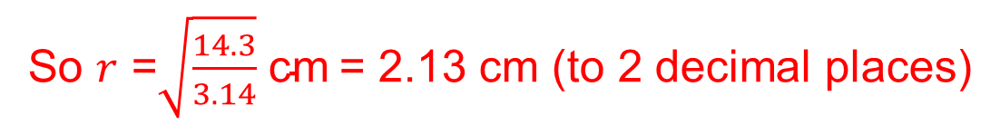 So r = √(14.3/3.14) cm = 2.13 cm (to 2 decimal places)